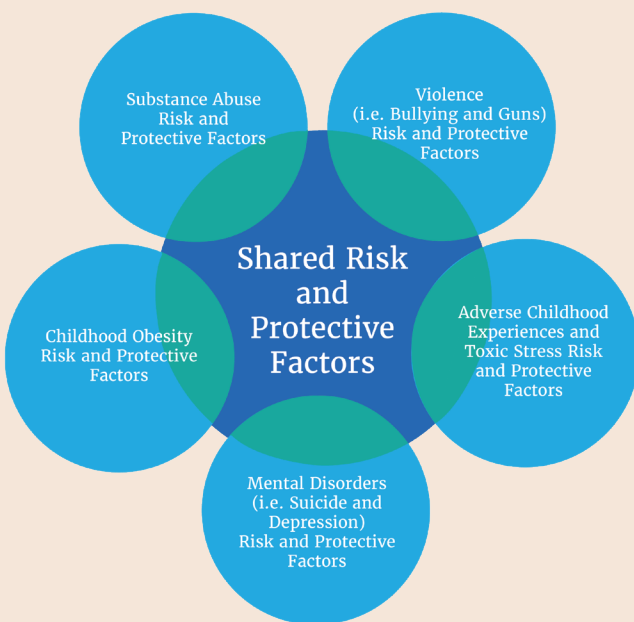 Substance Abuse
Risk and
Protective Factors
Violence
(i.e. Bullying and Guns)
Risk and Protective
Factors
Shared Risk
and
Protective
Factors
Childhood Obesity
Risk and Protective
Factors
Adverse Childhood
Experiences and
Toxic Stress Risk
and Protective
Factors
Mental Disorders
(i.e. Suicide and
Depression)
Risk and Protective
Factors